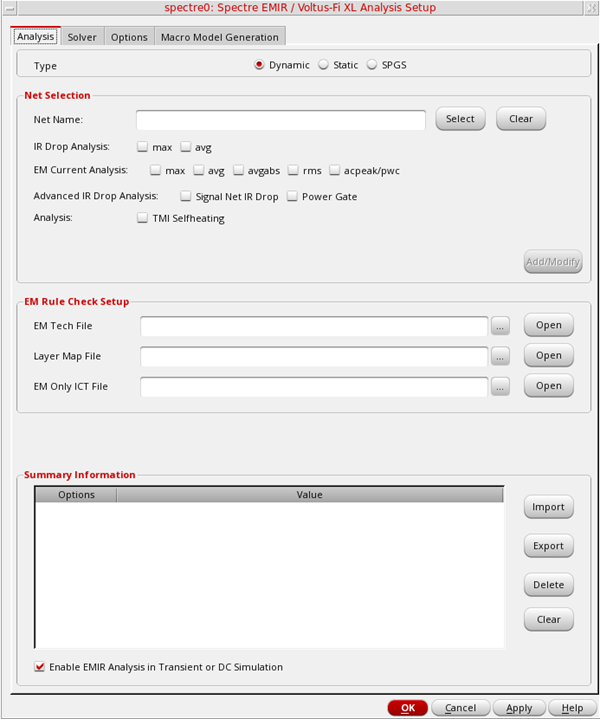 spectre0: Spectre EMIR / Voltus-Fi XL Analysis Setup
Analysis Solver Options Macro Model Generation
Type Dynamic Static SPGS
Net Selection
Net Name: Select Clear
IR Drop Analysis: max avg
EM Current Analysis: max avg avgabs rms acpeak/pwc
Advanced IR Drop Analysis: Signal Net IR Drop Power Gate
Analysis: TMI Selfheating
Add/Modify
EM Rule Check Setup
EM Tech File ... Open
Layer Map File ... Open
EM Only ICT File ... Open
Summary Information
Options Value
Import
Export
Delete
Clear
Enable EMIR Analysis in Transient or DC Simulation
OK Cancel Apply Help